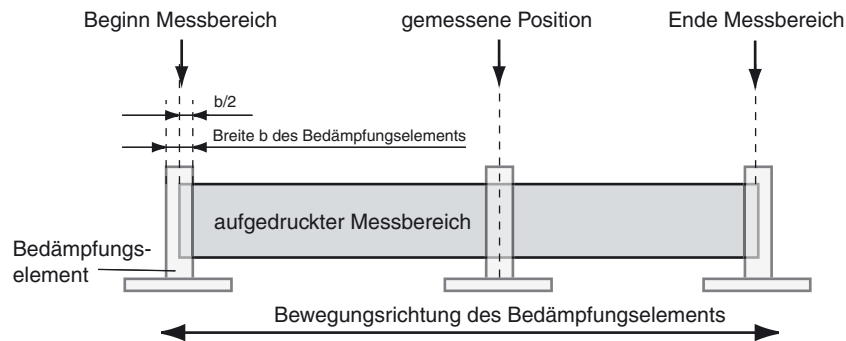 Beginn Messbereich
gemessene Position
Ende Messbereich
b/2
Breite b des Bedämpfungselements
aufgedruckter Messbereich
Bedämpfungs-
element
Bewegungsrichtung des Bedämpfungselements